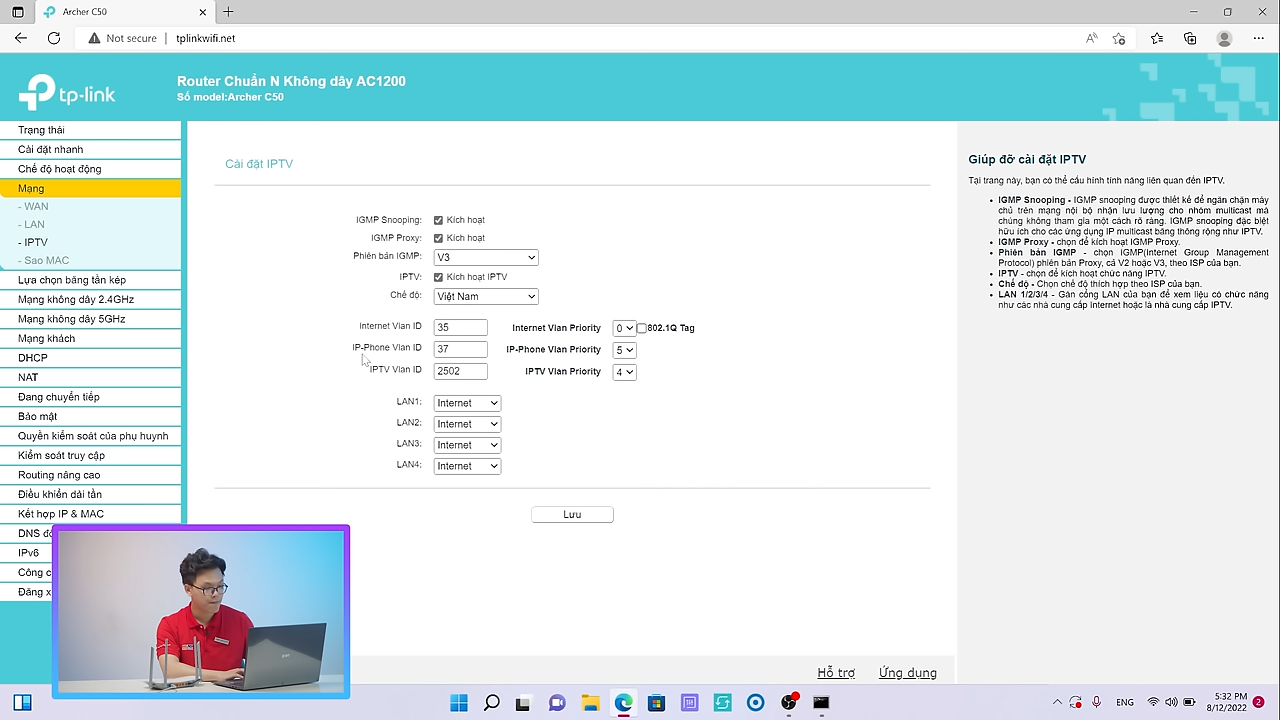 Archer C50
Not secure
tplinkwifi.net
tp-link
Router Chuẩn N Không dây AC1200
Số model:Archer C50
Trạng thái
Cài đặt nhanh
Chế độ hoạt động
Mạng
- WAN
- LAN
- IPTV
- Sao MAC
Lựa chọn băng tần kép
Mạng không dây 2.4GHz
Mạng không dây 5GHz
Mạng khách
DHCP
NAT
Đang chuyển tiếp
Bảo mật
Quyền kiểm soát của phụ huynh
Kiểm soát truy cập
Routing nâng cao
Điều khiển dải tần
Kết hợp IP & MAC
DNS
IPv6
Công
Đăng
Cài đặt IPTV
IGMP Snooping: Kích hoạt
IGMP Proxy: Kích hoạt
Phiên bản IGMP: V3
IPTV: Kích hoạt IPTV
Chế độ: Việt Nam
Internet Vlan ID 35 Internet Vlan Priority 0 802.1Q Tag
IP-Phone Vlan ID 37 IP-Phone Vlan Priority 5
IPTV Vlan ID 2502 IPTV Vlan Priority 4
LAN1: Internet
LAN2: Internet
LAN3: Internet
LAN4: Internet
Lưu
Giúp đỡ cài đặt IPTV
Tại trang này, bạn có thể cấu hình tính năng liên quan đến IPTV.
IGMP Snooping - IGMP snooping được thiết kế để ngăn chặn máy
chủ trên mạng nội bộ nhận lưu lượng cho nhóm multicast mà
chúng không tham gia một cách rõ ràng. IGMP snooping đặc biệt
hữu ích cho các ứng dụng IP multicast băng thông rộng như IPTV.
IGMP Proxy - chọn để kích hoạt IGMP Proxy.
Phiên bản IGMP - chọn IGMP(internet Group Management
Protocol) phiên bản Proxy, cả V2 hoặc V3, theo ISP của bạn.
IPTV - chọn để kích hoạt chức năng IPTV.
Chế độ - Chọn chế độ thích hợp theo ISP của bạn.
LAN 1/2/3/4 - Gán cổng LAN của bạn để xem liệu có chức năng
như các nhà cung cấp Internet hoặc là nhà cung cấp IPTV.
Hỗ trợ
Ứng dụng
ENG
5:32 PM
8/12/2022
2